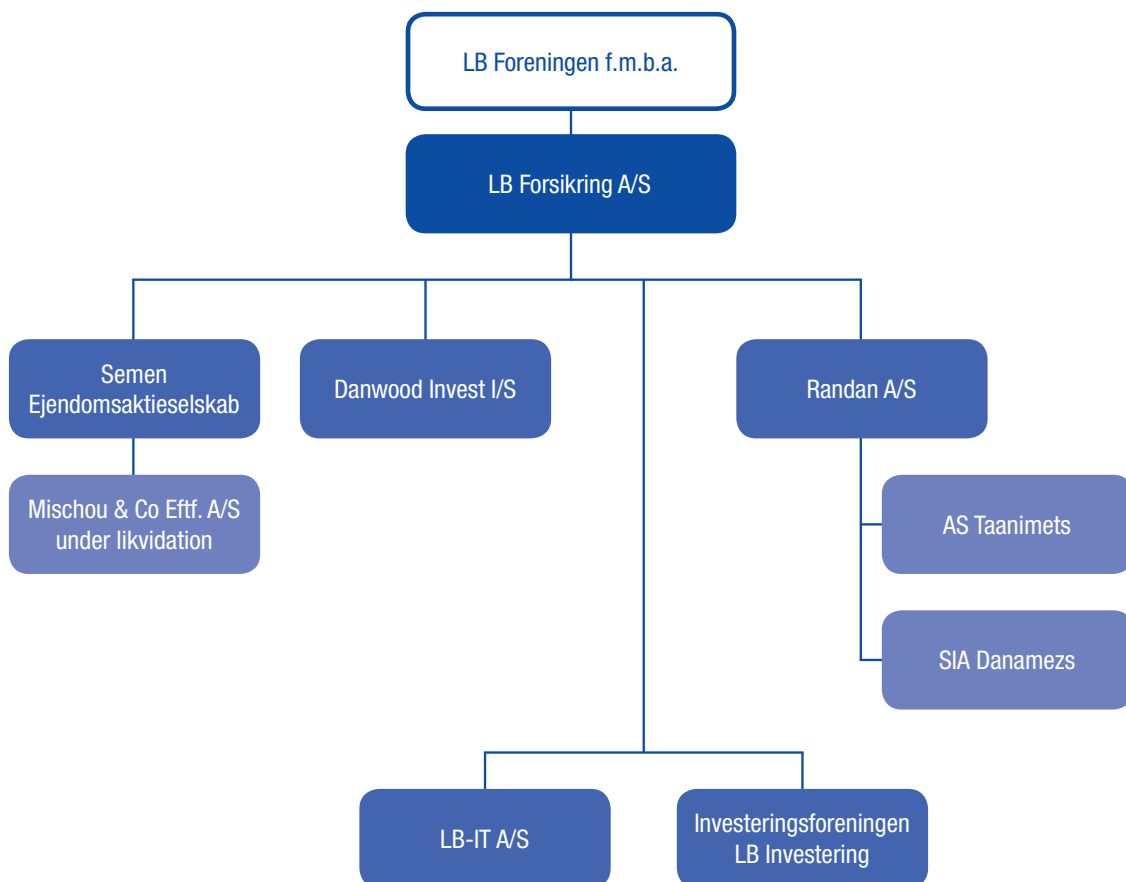 LB Foreningen f.m.b.a.
LB Forsikring A/S
Semen
Ejendomsaktieselskab
Danwood Invest I/S
Randan A/S
Mischou & Co Eftf. A/S
under likvidation
AS Taanimets
SIA Danamezs
LB-IT A/S
Investeringsforeningen
LB Investering